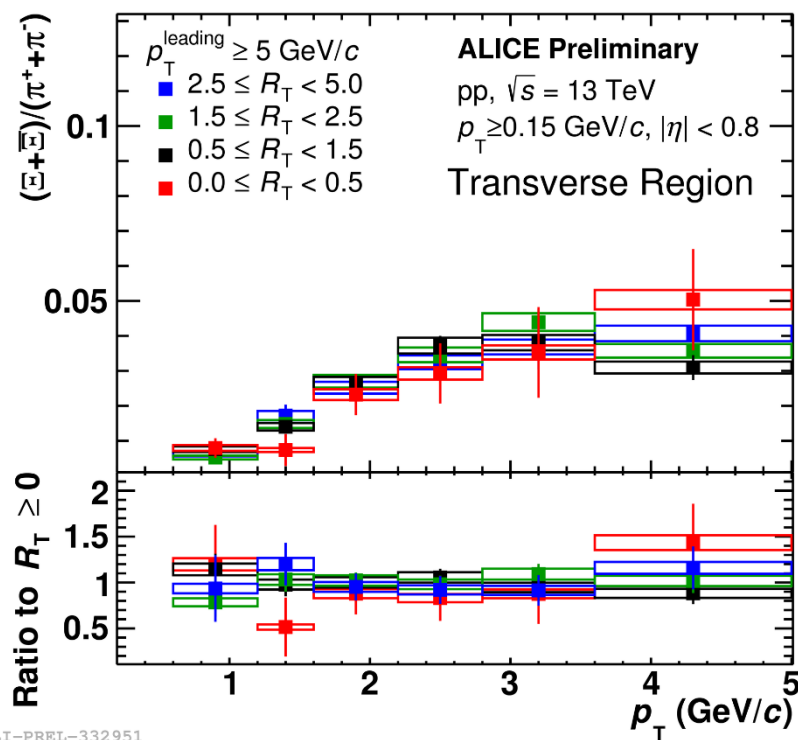 (Ξ+Ξ̅)/(π⁺+π⁻)
p_T^leading ≥ 5 GeV/c
2.5 ≤ R_T < 5.0
1.5 ≤ R_T < 2.5
0.5 ≤ R_T < 1.5
0.0 ≤ R_T < 0.5
ALICE Preliminary
pp, √s = 13 TeV
p_T≥0.15 GeV/c, |η| < 0.8
Transverse Region
0.1
0.05
Ratio to R_T ≥0
2
1.5
1
0.5
1 2 3 4 5
p_T (GeV/c)
I-PREL-332951